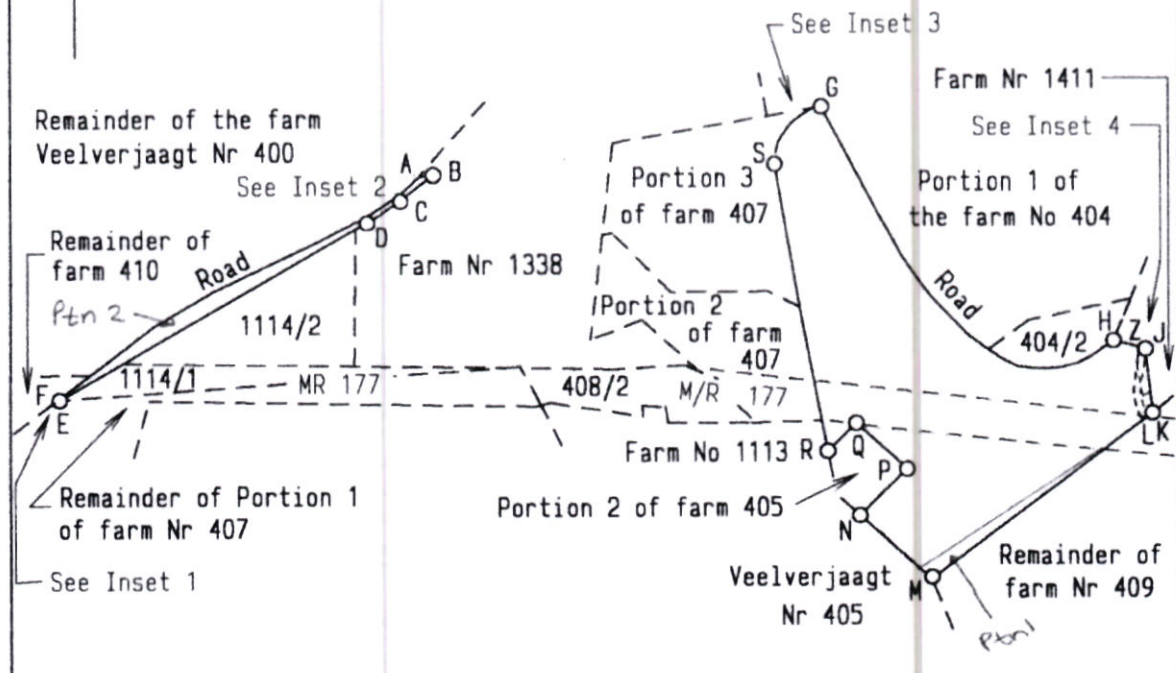 See Inset 3
G
Farm Nr 1411
See Inset 4
Remainder of the farm
Veelverjaagt Nr 400
A
B
See Inset 2
C
D
S
Portion 3
of farm 407
Portion 1 of
the farm No 404
Remainder of
farm 410
Road
Farm Nr 1338
Ptn 2
1114/2
Portion 2
of farm
407
Road
404/2
H
Z
J
F
E
1114/1
MR 177
408/2
M/R 177
L
K
Farm No 1113
R
Q
P
Remainder of Portion 1
of farm Nr 407
Portion 2 of farm 405
N
See Inset 1
Veelverjaagt
Nr 405
M
Remainder of
farm Nr 409
Ptn 1